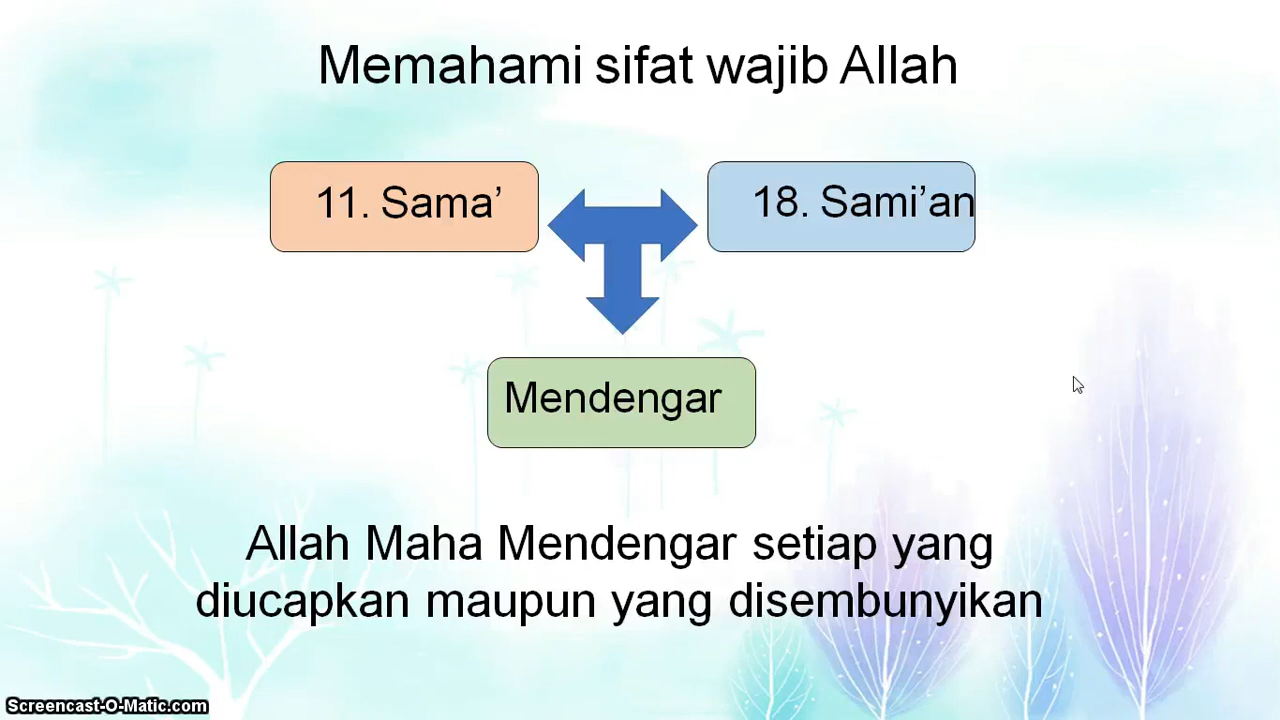 Memahami sifat wajib Allah
11. Sama’
18. Sami’an
Mendengar
Allah Maha Mendengar setiap yang
diucapkan maupun yang disembunyikan
Screencast-O-Matic.com